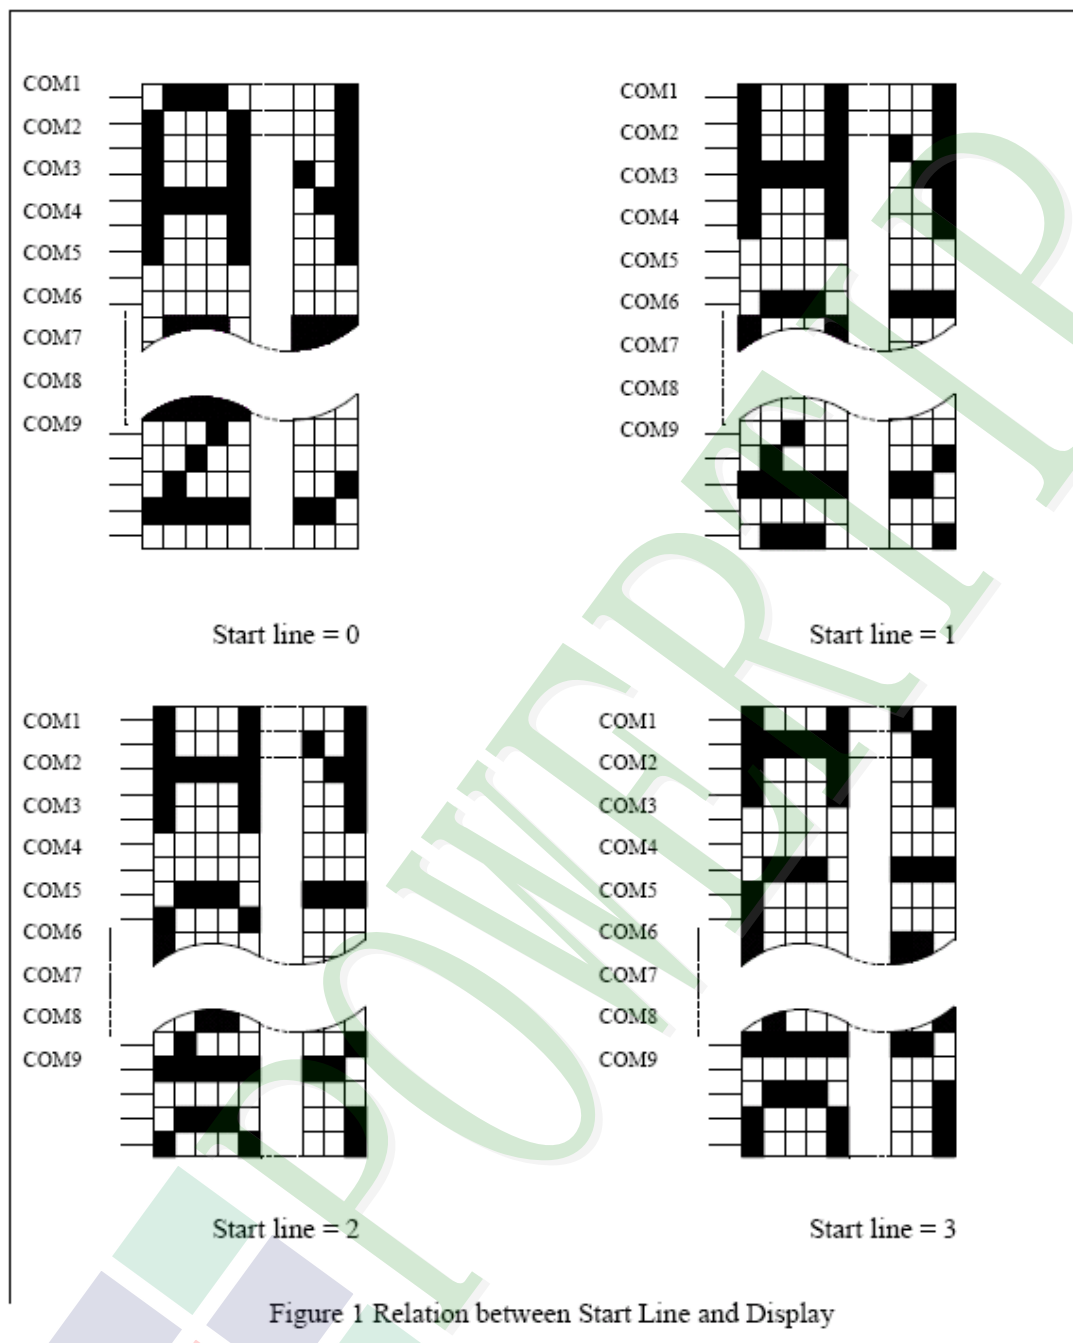 COM1
COM2
COM3
COM4
COM5
COM6
COM7
COM8
COM9
Start line = 0
COM1
COM2
COM3
COM4
COM5
COM6
COM7
COM8
COM9
Start line = 1
COM1
COM2
COM3
COM4
COM5
COM6
COM7
COM8
COM9
Start line = 2
COM1
COM2
COM3
COM4
COM5
COM6
COM7
COM8
COM9
Start line = 3
Figure 1 Relation between Start Line and Display
POWERTIP